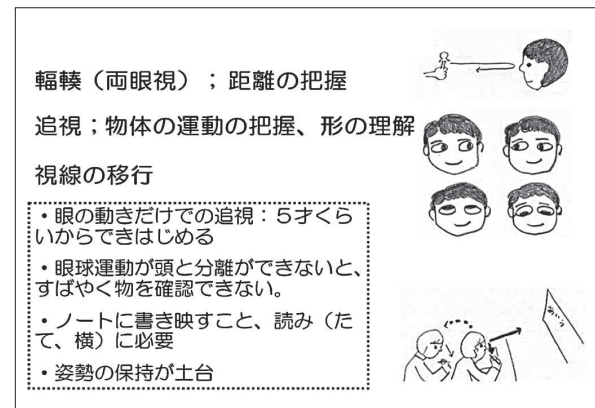 輻輳（両眼視）；距離の把握
追視；物体の運動の把握、形の理解
視線の移行
・眼の動きだけでの追視：５才くら
いからできはじめる
・眼球運動が頭と分離ができないと、
すばやく物を確認できない。
・ノートに書き映すこと、読み（た
て、横）に必要
・姿勢の保持が土台
あいう